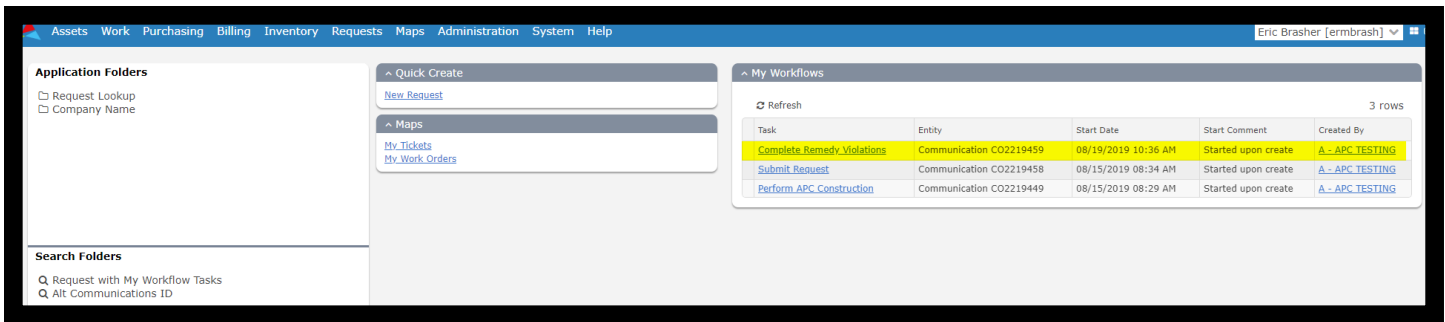 Assets Work Purchasing Billing Inventory Requests Maps Administration System Help
Eric Brasher [ermbrash]
Application Folders
Request Lookup
Company Name
Search Folders
Request with My Workflow Tasks
Alt Communications ID
^ Quick Create
New Request
^ Maps
My Tickets
My Work Orders
^ My Workflows
Refresh 3 rows
Task Entity Start Date Start Comment Created By
Complete Remedy Violations Communication CO2219459 08/19/2019 10:36 AM Started upon create A - APC TESTING
Submit Request Communication CO2219458 08/15/2019 08:34 AM Started upon create A - APC TESTING
Perform APC Construction Communication CO2219449 08/15/2019 08:29 AM Started upon create A - APC TESTING